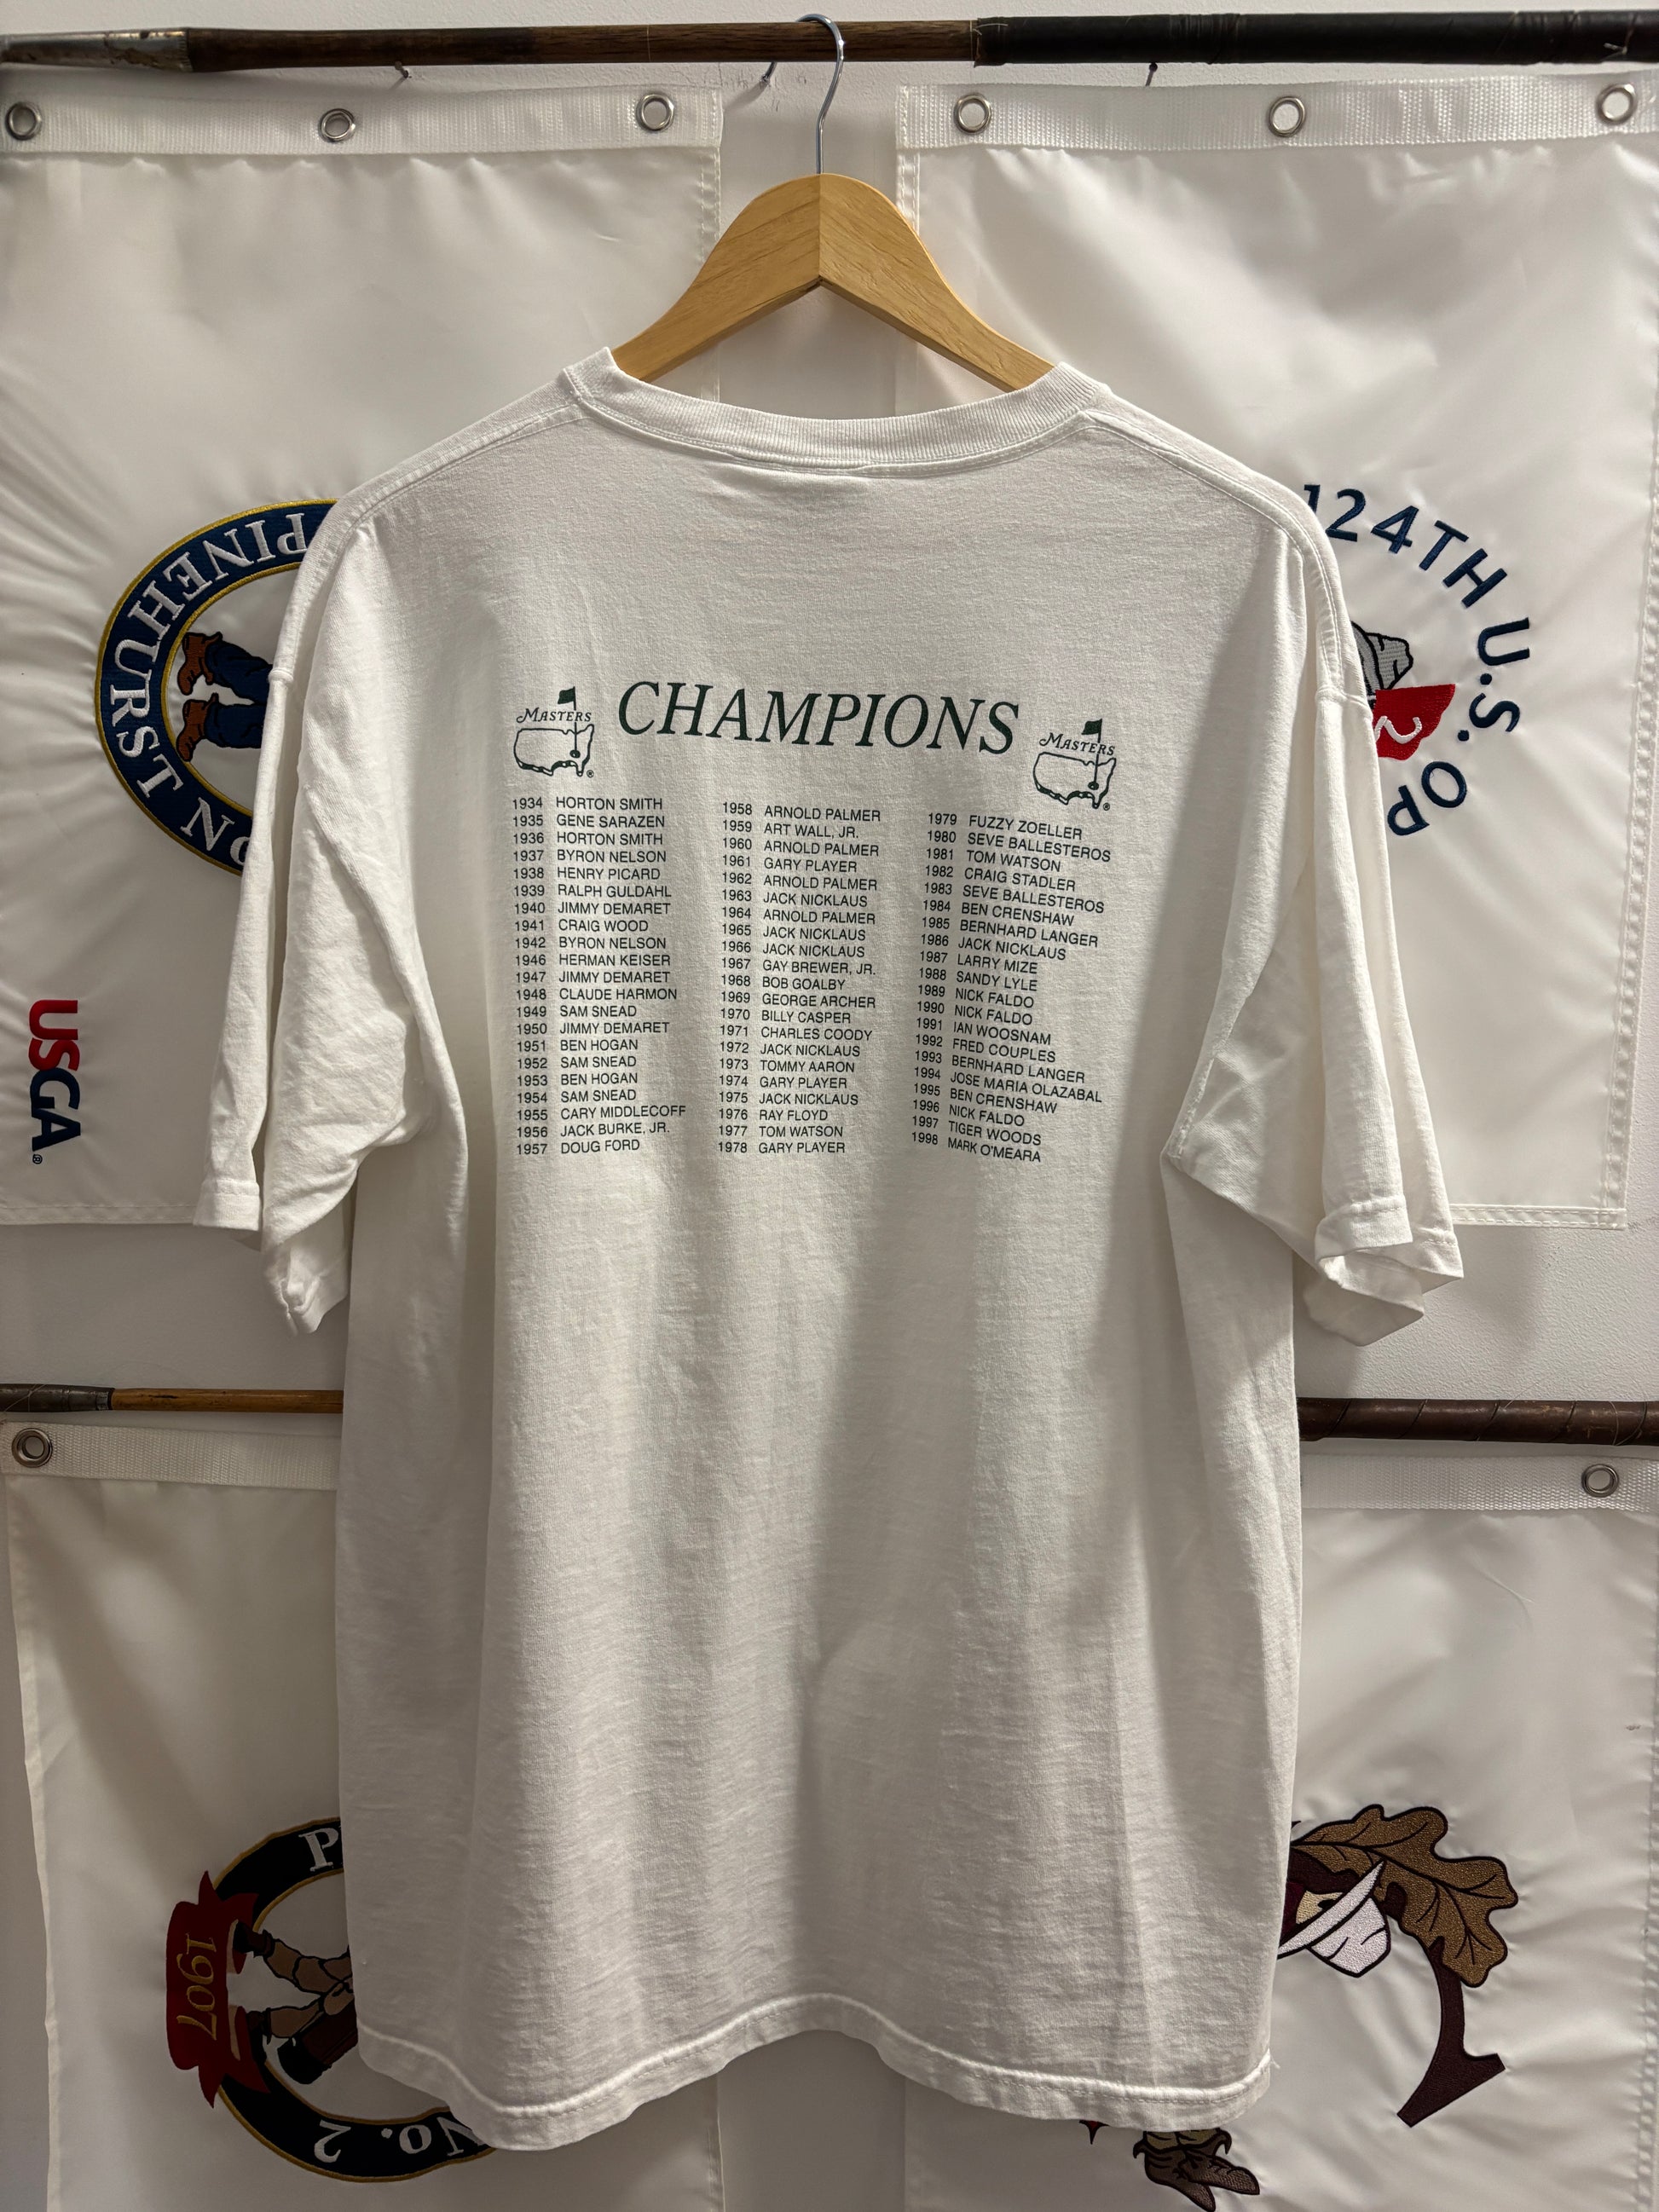 CHAMPIONS
MASTERS
®
MASTERS
®
1934 HORTON SMITH
1935 GENE SARAZEN
1936 HORTON SMITH
1937 BYRON NELSON
1938 HENRY PICARD
1939 RALPH GULDAHL
1940 JIMMY DEMARET
1941 CRAIG WOOD
1942 BYRON NELSON
1946 HERMAN KEISER
1947 JIMMY DEMARET
1948 CLAUDE HARMON
1949 SAM SNEAD
1950 JIMMY DEMARET
1951 BEN HOGAN
1952 SAM SNEAD
1953 BEN HOGAN
1954 SAM SNEAD
1955 CARY MIDDLECOFF
1956 JACK BURKE, JR.
1957 DOUG FORD
1958 ARNOLD PALMER
1959 ART WALL, JR.
1960 ARNOLD PALMER
1961 GARY PLAYER
1962 ARNOLD PALMER
1963 JACK NICKLAUS
1964 ARNOLD PALMER
1965 JACK NICKLAUS
1966 JACK NICKLAUS
1967 GAY BREWER, JR.
1968 BOB GOALBY
1969 GEORGE ARCHER
1970 BILLY CASPER
1971 CHARLES COODY
1972 JACK NICKLAUS
1973 TOMMY AARON
1974 GARY PLAYER
1975 JACK NICKLAUS
1976 RAY FLOYD
1977 TOM WATSON
1978 GARY PLAYER
1979 FUZZY ZOELLER
1980 SEVE BALLESTEROS
1981 TOM WATSON
1982 CRAIG STADLER
1983 SEVE BALLESTEROS
1984 BEN CRENSHAW
1985 BERNHARD LANGER
1986 JACK NICKLAUS
1987 LARRY MIZE
1988 SANDY LYLE
1989 NICK FALDO
1990 NICK FALDO
1991 IAN WOOSNAM
1992 FRED COUPLES
1993 BERNHARD LANGER
1994 JOSE MARIA OLAZABAL
1995 BEN CRENSHAW
1996 NICK FALDO
1997 TIGER WOODS
1998 MARK O'MEARA
PINEHURST
124TH U.S. OP
2
USGA®
1907
No. 2